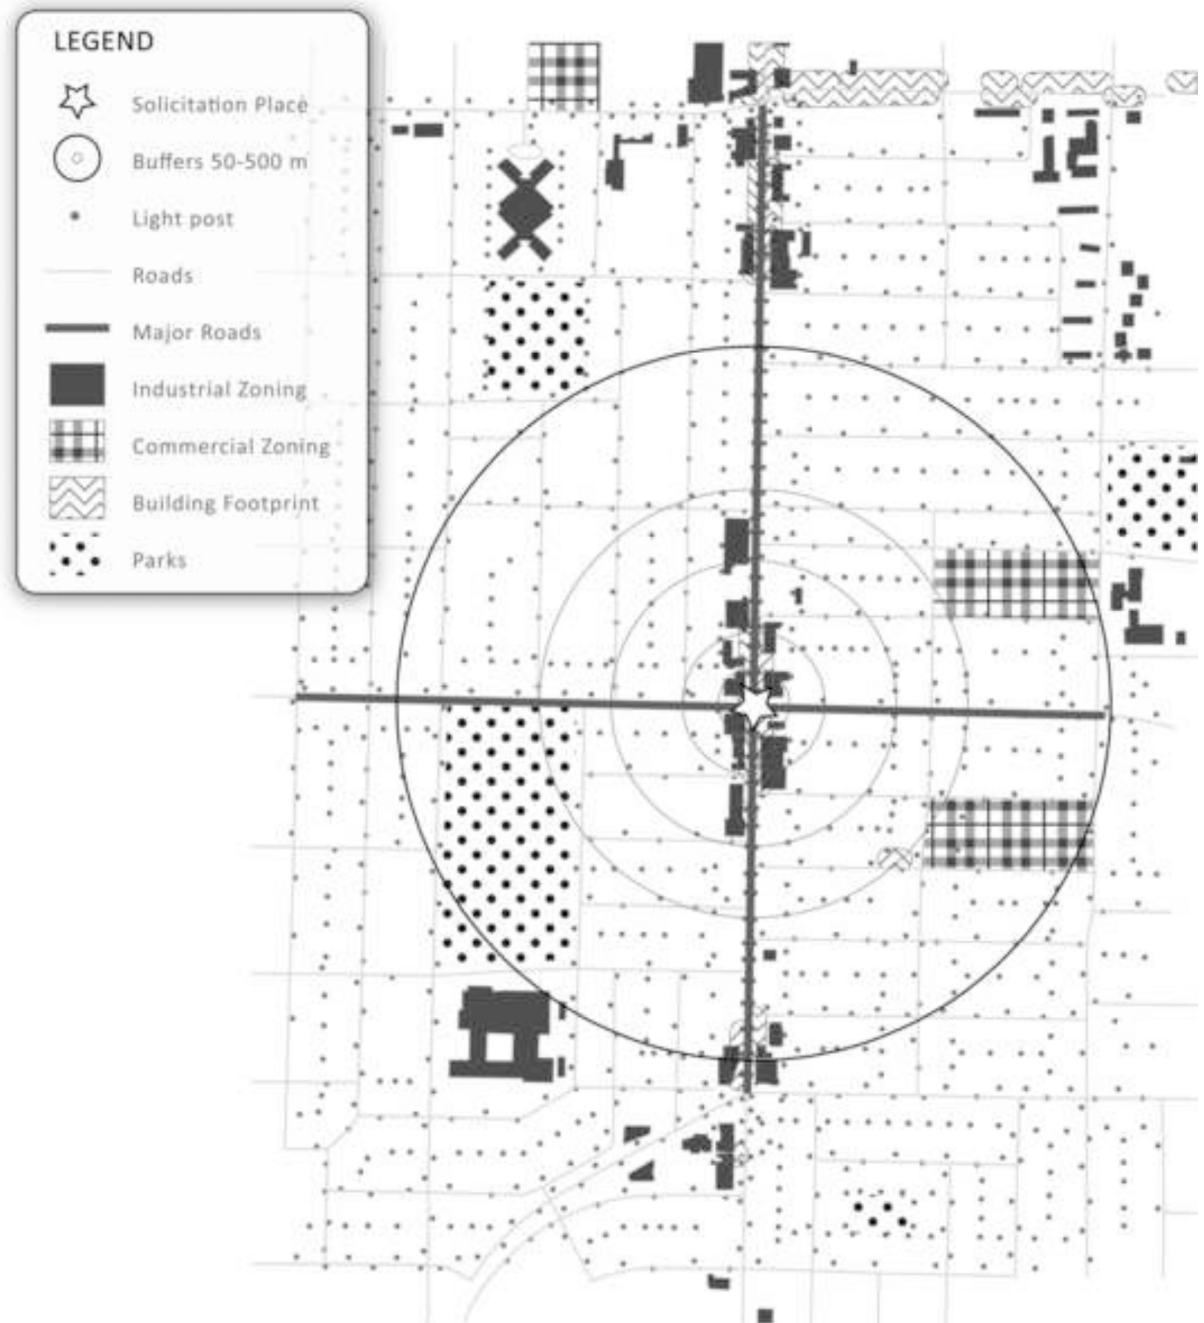 LEGEND
Solicitation Place
Buffers 50-500 m
Light post
Roads
Major Roads
Industrial Zoning
Commercial Zoning
Building Footprint
Parks